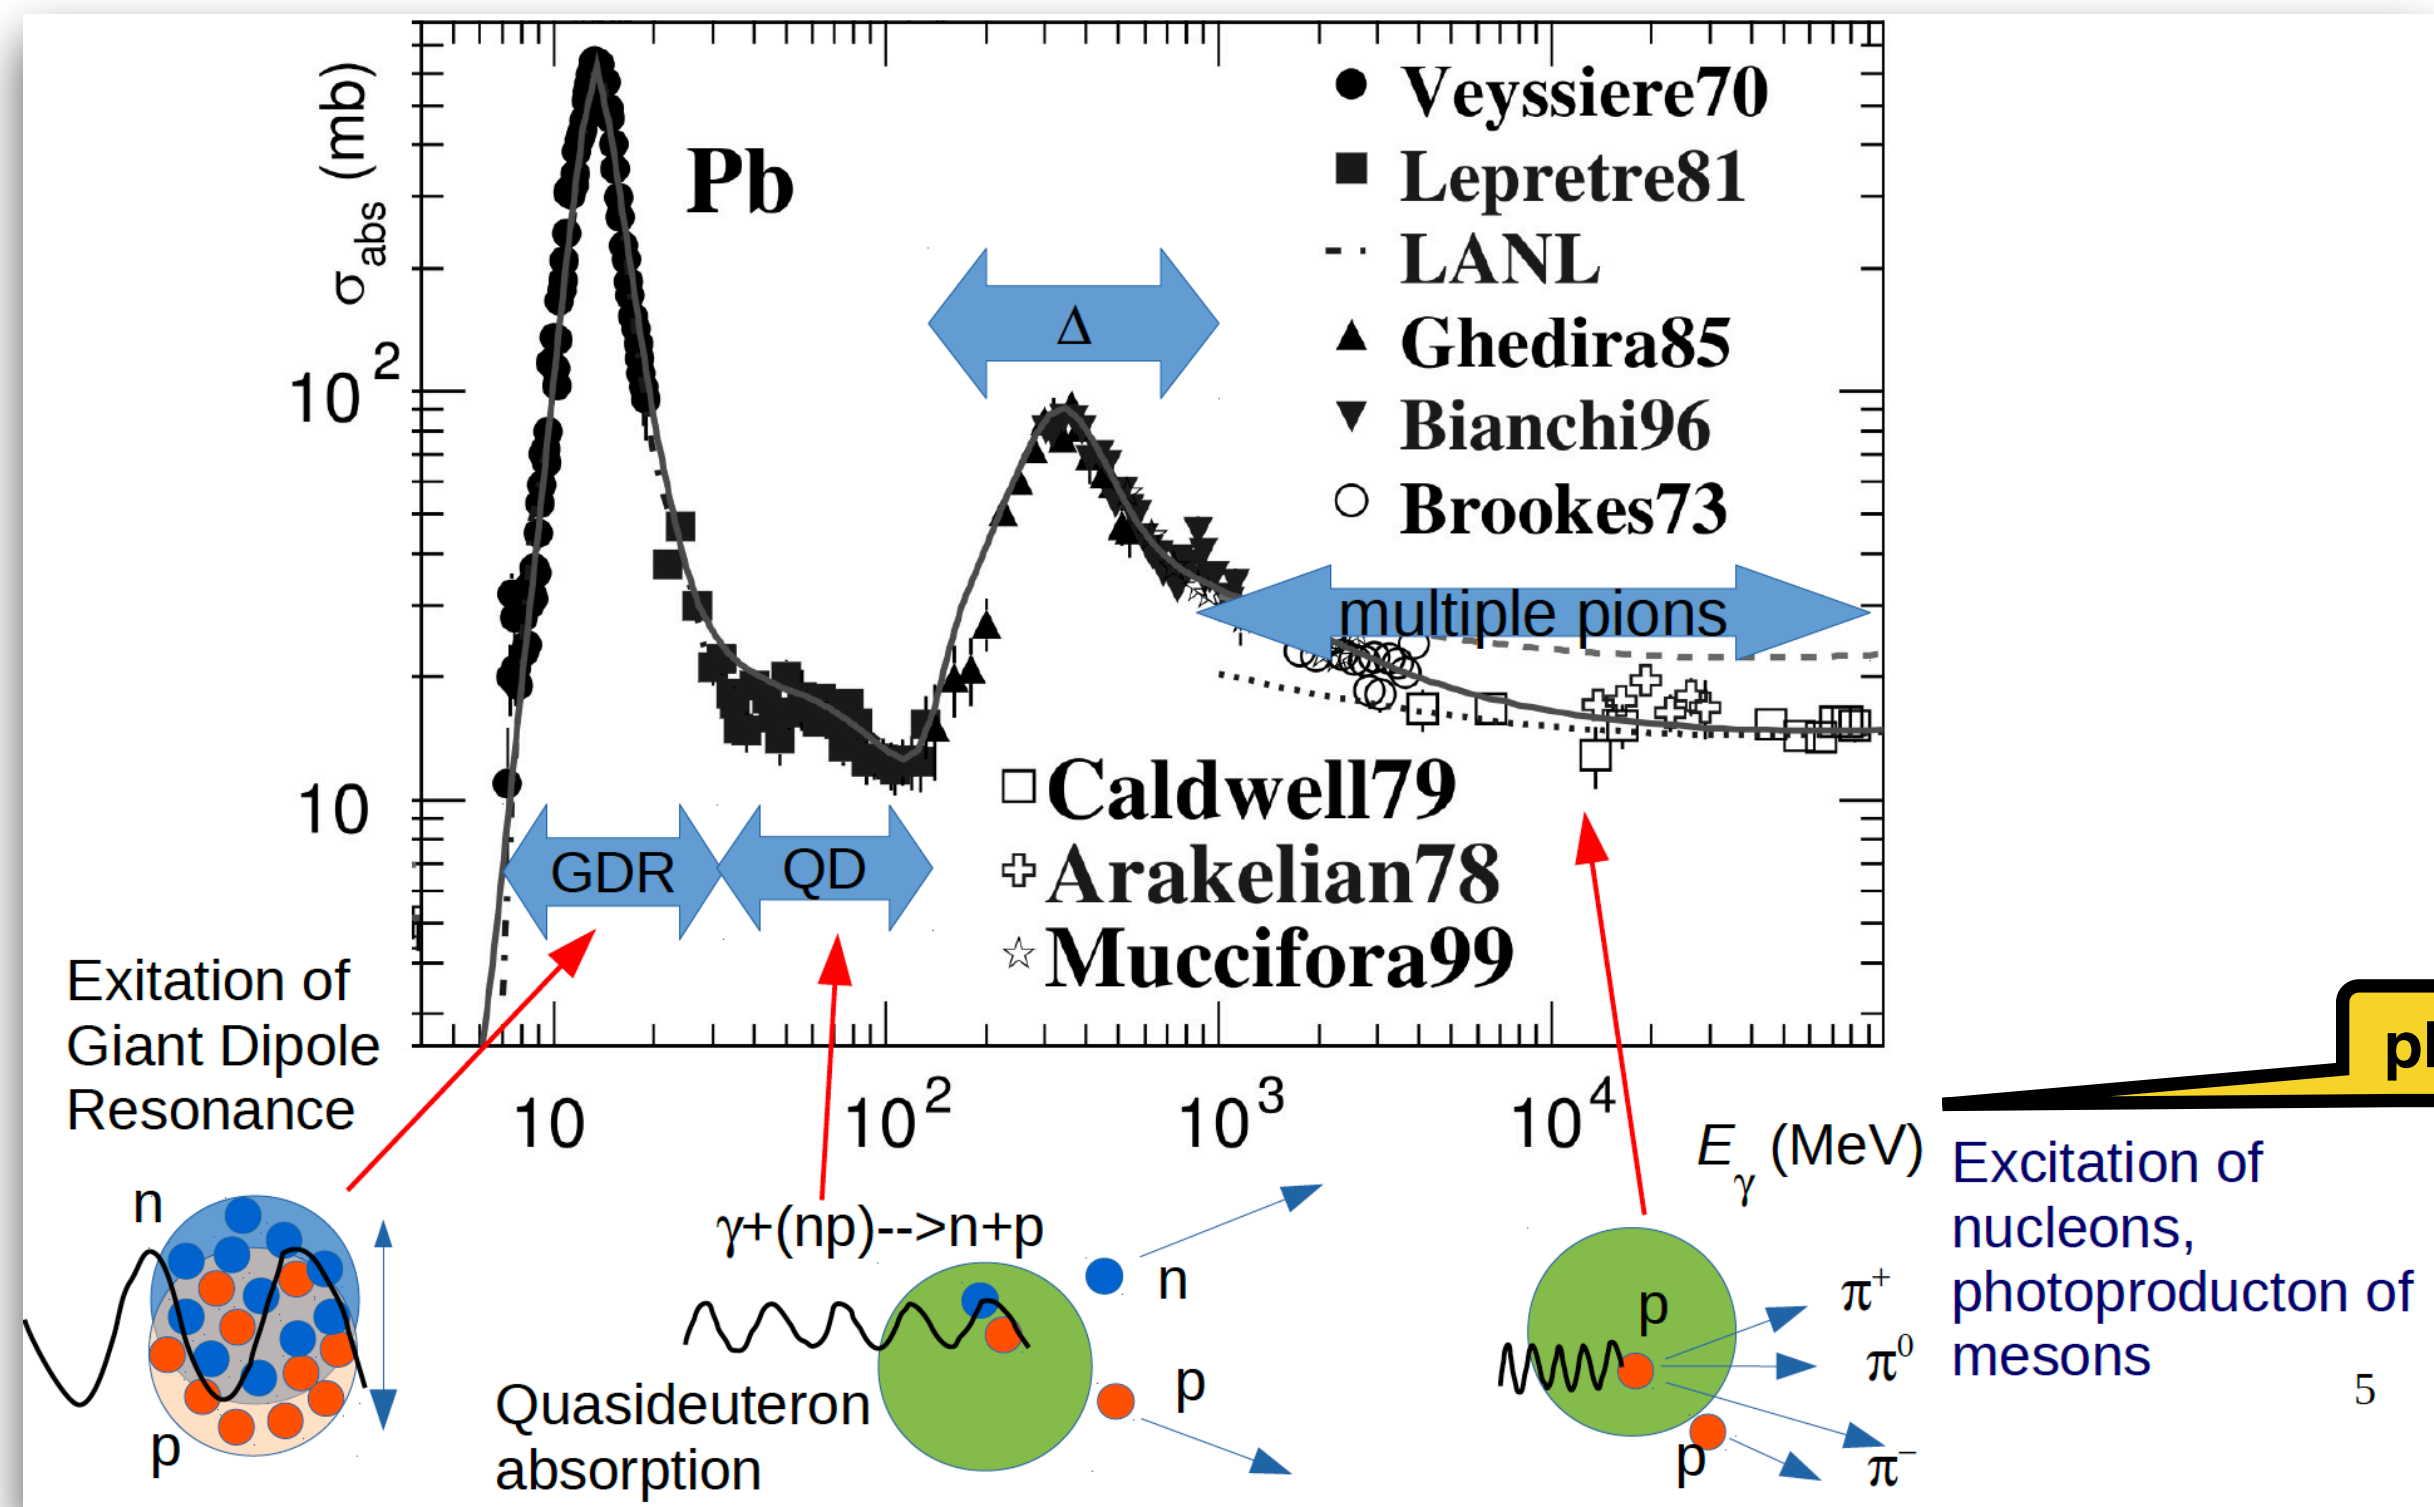 σabs (mb)
Pb
Veyssiere70
Lepretre81
LANL
Ghedira85
Bianchi96
Brookes73
Δ
multiple pions
10²
10
GDR
QD
Caldwell79
Arakelian78
Muccifora99
10
10²
10³
10⁴
Eγ (MeV)
Exitation of
Giant Dipole
Resonance
n
p
γ+(np)-->n+p
n
p
Quasideuteron
absorption
p
π⁺
π⁰
π⁻
p
Excitation of
nucleons,
photoproducton of
mesons
5